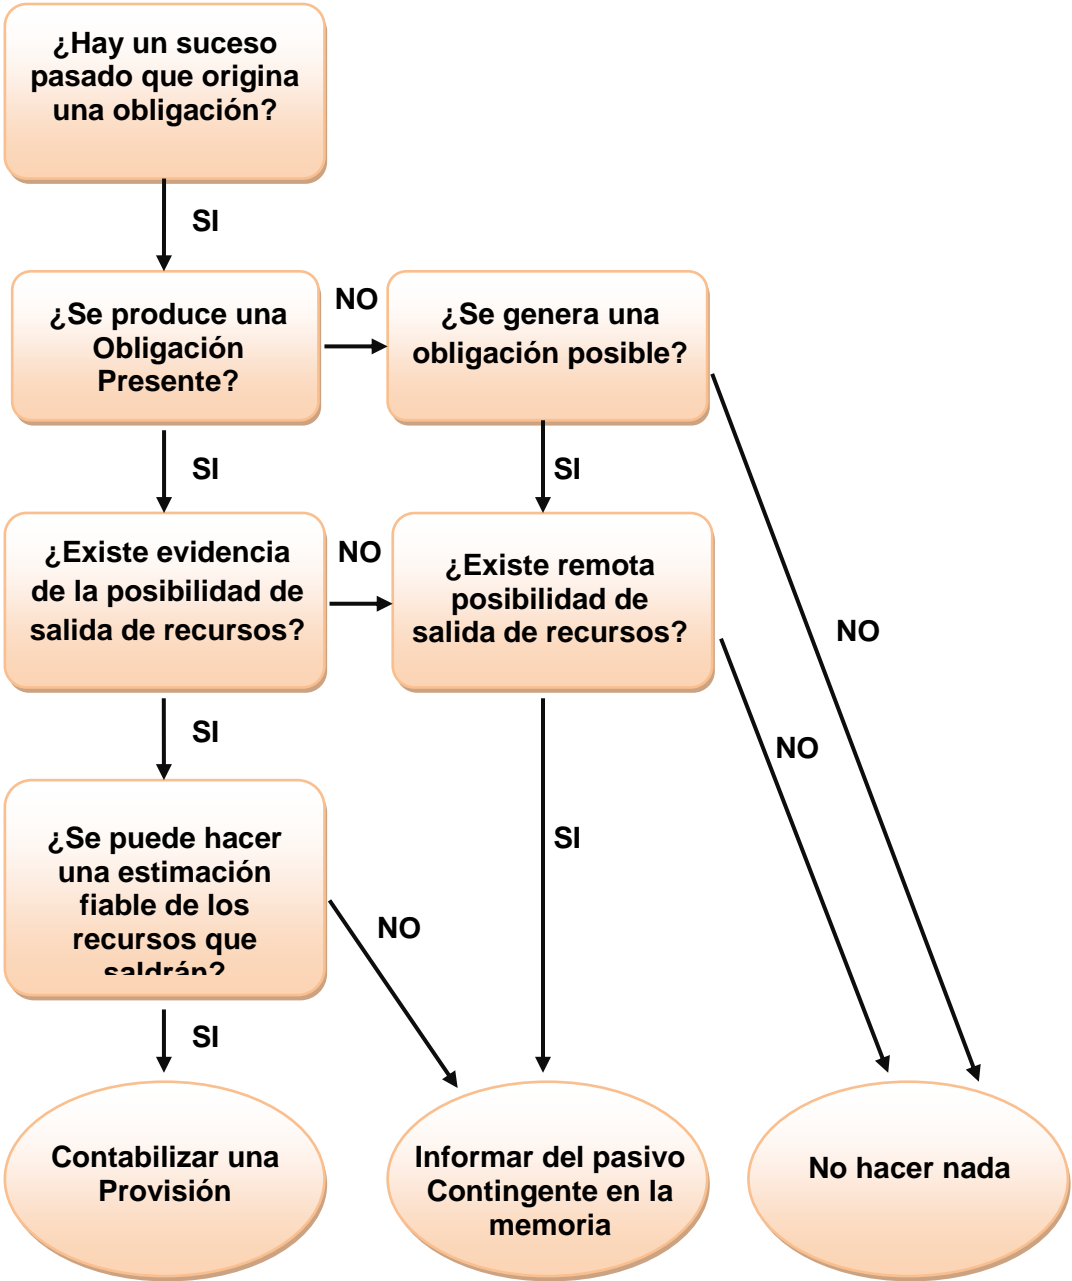 ¿Hay un suceso
pasado que origina
una obligación?
SI
¿Se produce una
Obligación
Presente?
NO
¿Se genera una
obligación posible?
SI
SI
¿Existe evidencia
de la posibilidad de
salida de recursos?
NO
¿Existe remota
posibilidad de
salida de recursos?
NO
SI
NO
¿Se puede hacer
una estimación
fiable de los
recursos que
saldrán?
SI
NO
SI
Contabilizar una
Provisión
Informar del pasivo
Contingente en la
memoria
No hacer nada